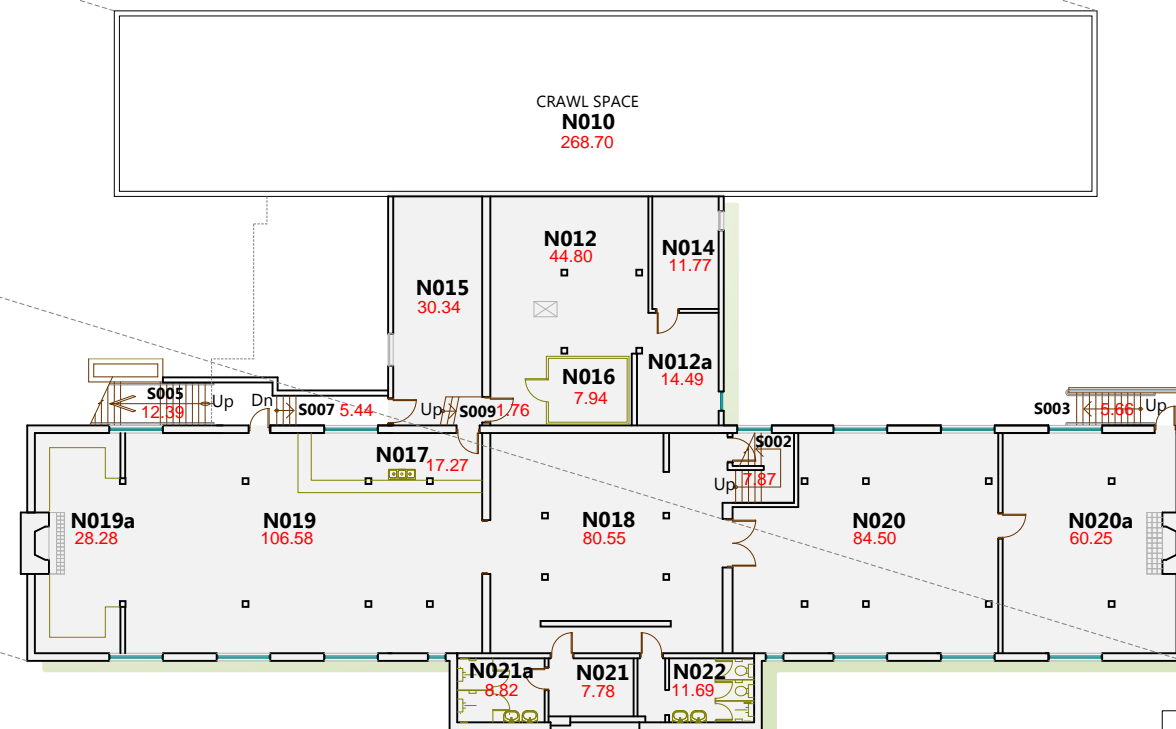 CRAWL SPACE
N010
268.70
N012
44.80
N014
11.77
N015
30.34
N012a
14.49
N016
7.94
S005
12.39
Up
Dn
S007 5.44
Up
S009 1.76
S003 5.66 Up
N017 17.27
S002
7.87
Up
N019a
28.28
N019
106.58
N018
80.55
N020
84.50
N020a
60.25
N021a
8.82
N021
7.78
N022
11.69